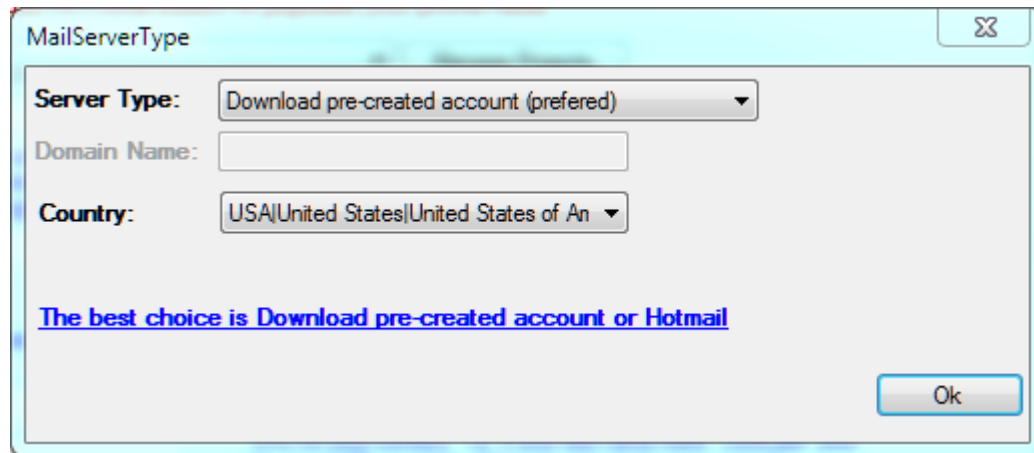 MailServerType
Server Type: Download pre-created account (prefered)
Domain Name:
Country: USA|United States|United States of An
The best choice is Download pre-created account or Hotmail
Ok